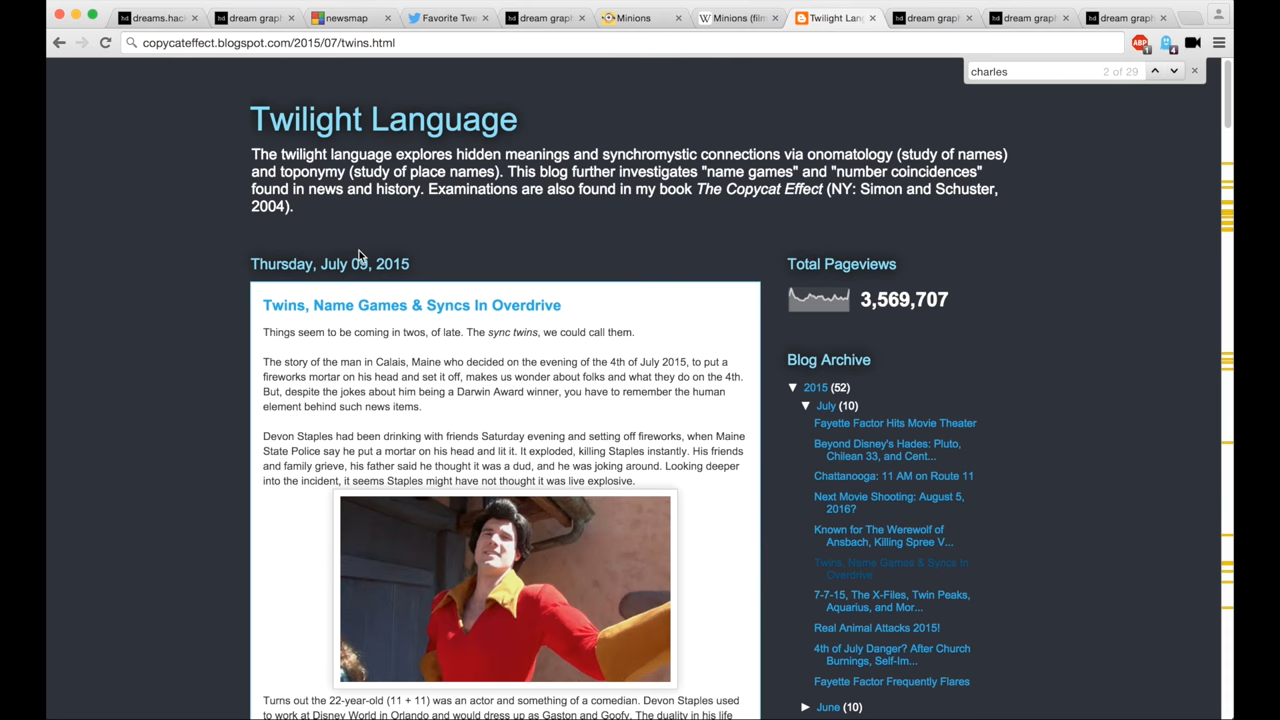 dreams.hac
dream grap
newsmap
Favorite Twe
dream grap
Minions
Minions (film
Twilight Lang
dream grap
dream grap
dream grap
copycateffect.blogspot.com/2015/07/twins.html
ABP
1
4
charles
2 of 29
Twilight Language
The twilight language explores hidden meanings and synchromystic connections via onomatology (study of names)
and toponymy (study of place names). This blog further investigates "name games" and "number coincidences"
found in news and history. Examinations are also found in my book The Copycat Effect (NY: Simon and Schuster,
2004).
Thursday, July 09, 2015
Twins, Name Games & Syncs In Overdrive
Things seem to be coming in twos, of late. The sync twins, we could call them.
The story of the man in Calais, Maine who decided on the evening of the 4th of July 2015, to put a
fireworks mortar on his head and set it off, makes us wonder about folks and what they do on the 4th.
But, despite the jokes about him being a Darwin Award winner, you have to remember the human
element behind such news items.
Devon Staples had been drinking with friends Saturday evening and setting off fireworks, when Maine
State Police say he put a mortar on his head and lit it. It exploded, killing Staples instantly. His friends
and family grieve, his father said he thought it was a dud, and he was joking around. Looking deeper
into the incident, it seems Staples might have not thought it was live explosive.
Turns out the 22-year-old (11 + 11) was an actor and something of a comedian. Devon Staples used
to work at Disney World in Orlando and would dress up as Gaston and Goofy. The duality in his life
Total Pageviews
3,569,707
Blog Archive
▼ 2015 (52)
▼ July (10)
Fayette Factor Hits Movie Theater
Beyond Disney's Hades: Pluto,
Chilean 33, and Cent...
Chattanooga: 11 AM on Route 11
Next Movie Shooting: August 5,
2016?
Known for The Werewolf of
Ansbach, Killing Spree V...
Twins, Name Games & Syncs In
Overdrive
7-7-15, The X-Files, Twin Peaks,
Aquarius, and Mor...
Real Animal Attacks 2015!
4th of July Danger? After Church
Burnings, Self-Im...
Fayette Factor Frequently Flares
► June (10)